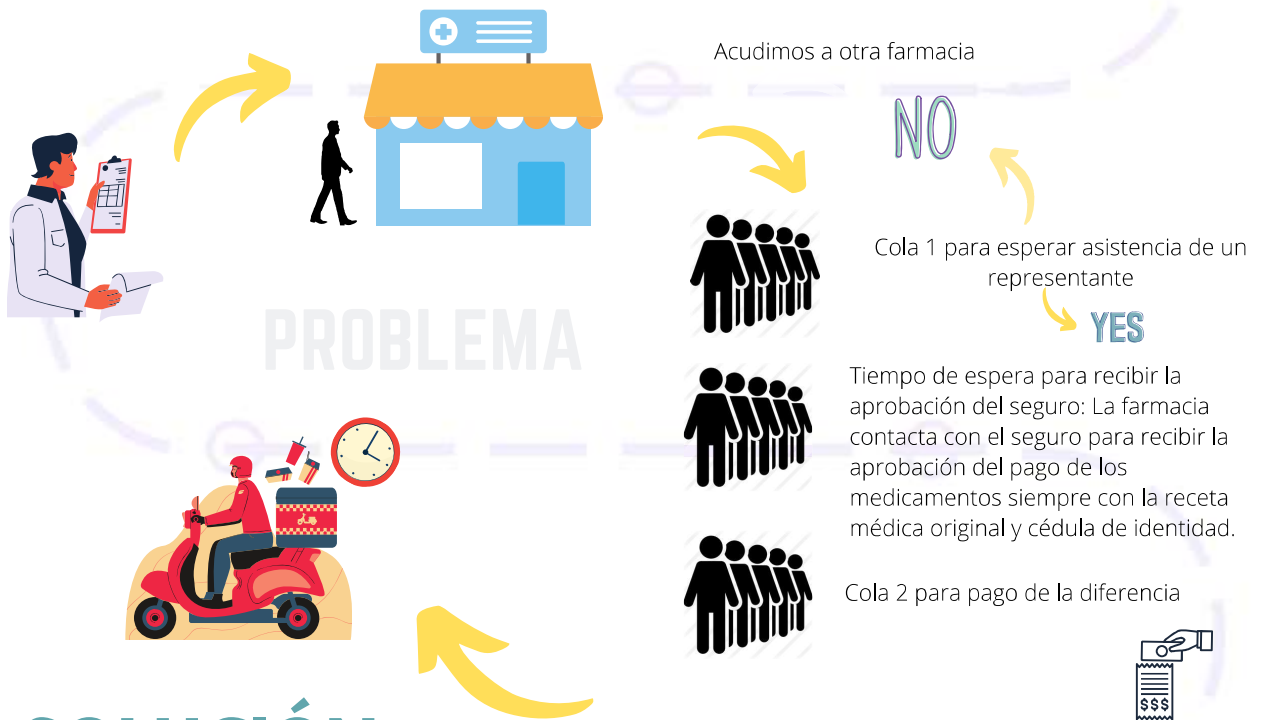 Acudimos a otra farmacia
NO
Cola 1 para esperar asistencia de un
representante
YES
PROBLEMA
Tiempo de espera para recibir la
aprobación del seguro: La farmacia
contacta con el seguro para recibir la
aprobación del pago de los
medicamentos siempre con la receta
médica original y cédula de identidad.
Cola 2 para pago de la diferencia
$$$